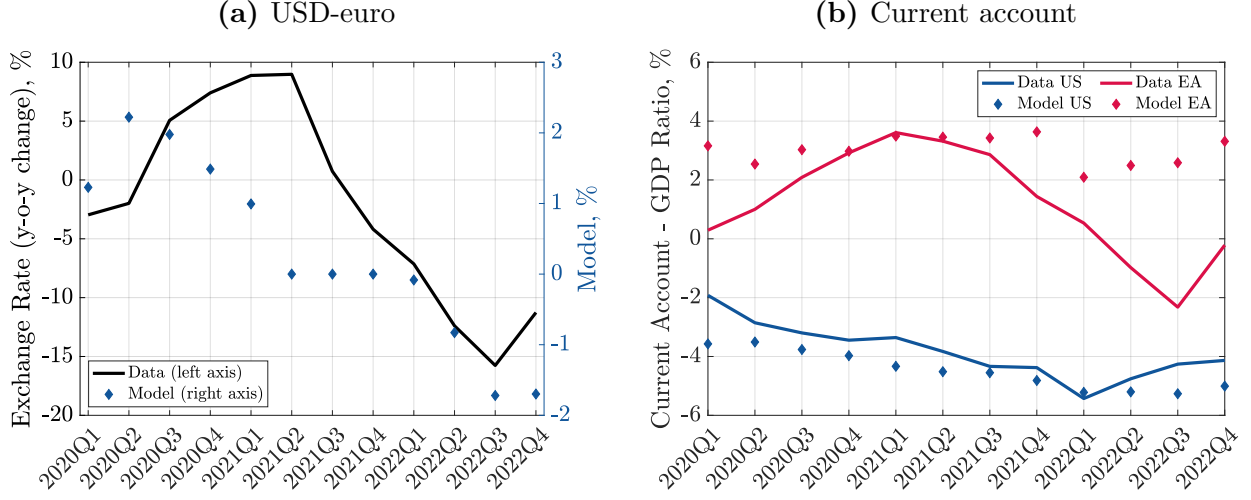 (a) USD-euro
Exchange Rate (y-o-y change), %
10
5
0
-5
-10
-15
-20
3
2
1
0
-1
-2
Model, %
Data (left axis)
Model (right axis)
2020Q1
2020Q2
2020Q3
2020Q4
2021Q1
2021Q2
2021Q3
2021Q4
2022Q1
2022Q2
2022Q3
2022Q4
(b) Current account
Current Account - GDP Ratio, %
6
4
2
0
-2
-4
-6
Data US
Data EA
Model US
Model EA
2020Q1
2020Q2
2020Q3
2020Q4
2021Q1
2021Q2
2021Q3
2021Q4
2022Q1
2022Q2
2022Q3
2022Q4